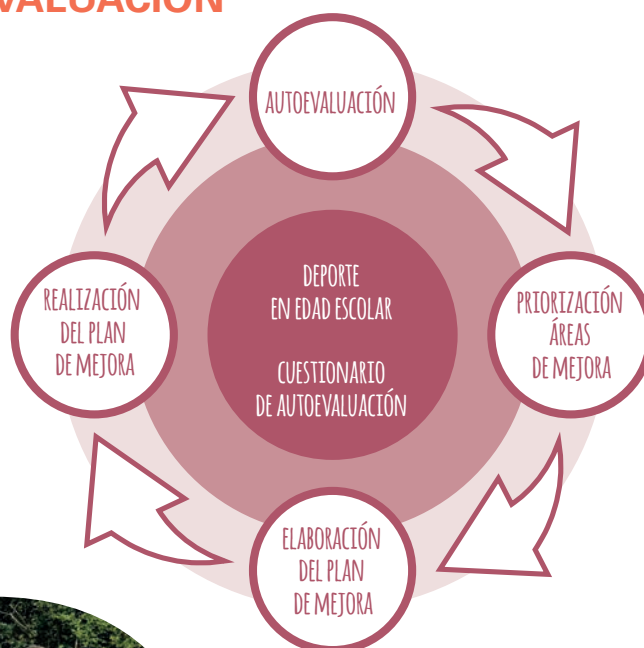 AUTOEVALUACIÓN
PRIORIZACIÓN
ÁREAS
DE MEJORA
ELABORACIÓN
DEL PLAN
DE MEJORA
REALIZACIÓN
DEL PLAN
DE MEJORA
DEPORTE
EN EDAD ESCOLAR
CUESTIONARIO
DE AUTOEVALUACIÓN